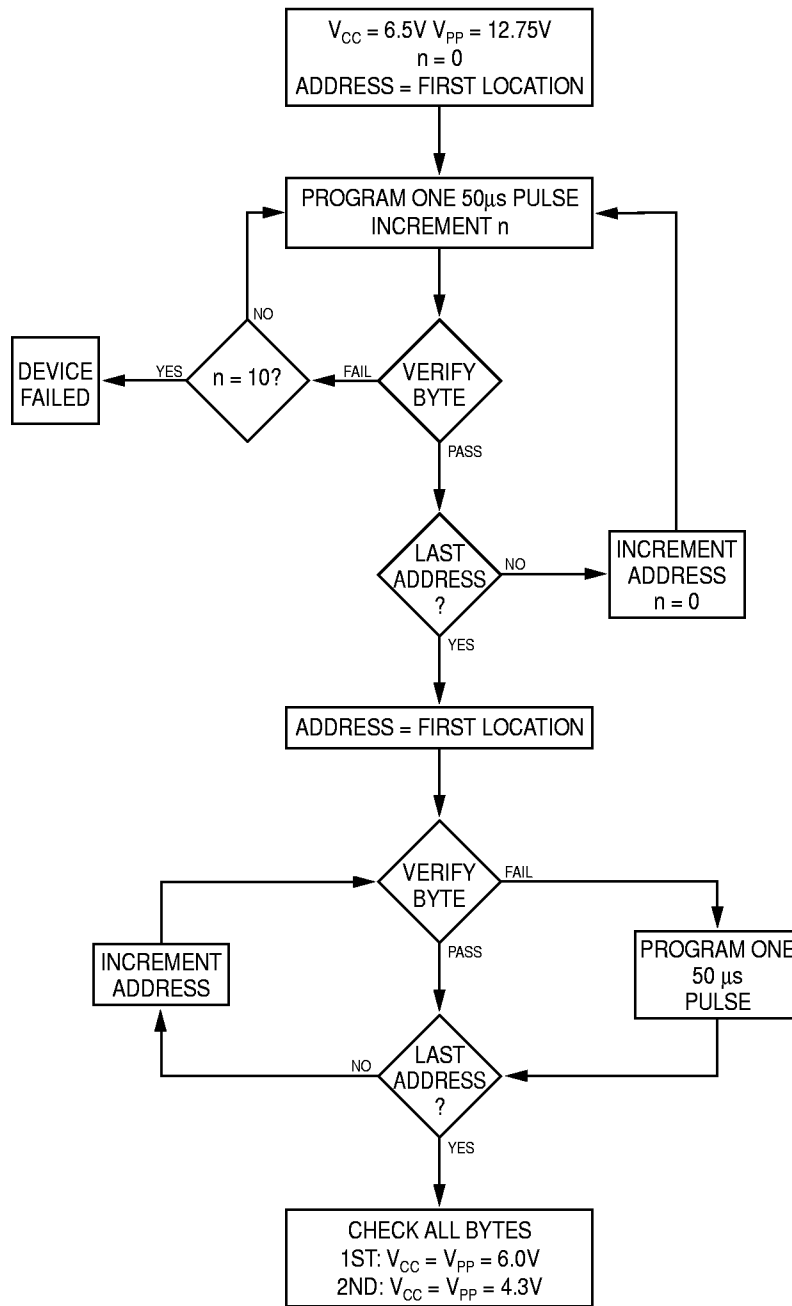 VCC = 6.5V VPP = 12.75V
n = 0
ADDRESS = FIRST LOCATION
PROGRAM ONE 50µs PULSE
INCREMENT n
NO
DEVICE
FAILED
YES
n = 10?
FAIL
VERIFY
BYTE
PASS
LAST
ADDRESS
?
NO
INCREMENT
ADDRESS
n = 0
YES
ADDRESS = FIRST LOCATION
VERIFY
BYTE
FAIL
PASS
INCREMENT
ADDRESS
PROGRAM ONE
50 µs
PULSE
NO
LAST
ADDRESS
?
YES
CHECK ALL BYTES
1ST: VCC = VPP = 6.0V
2ND: VCC = VPP = 4.3V